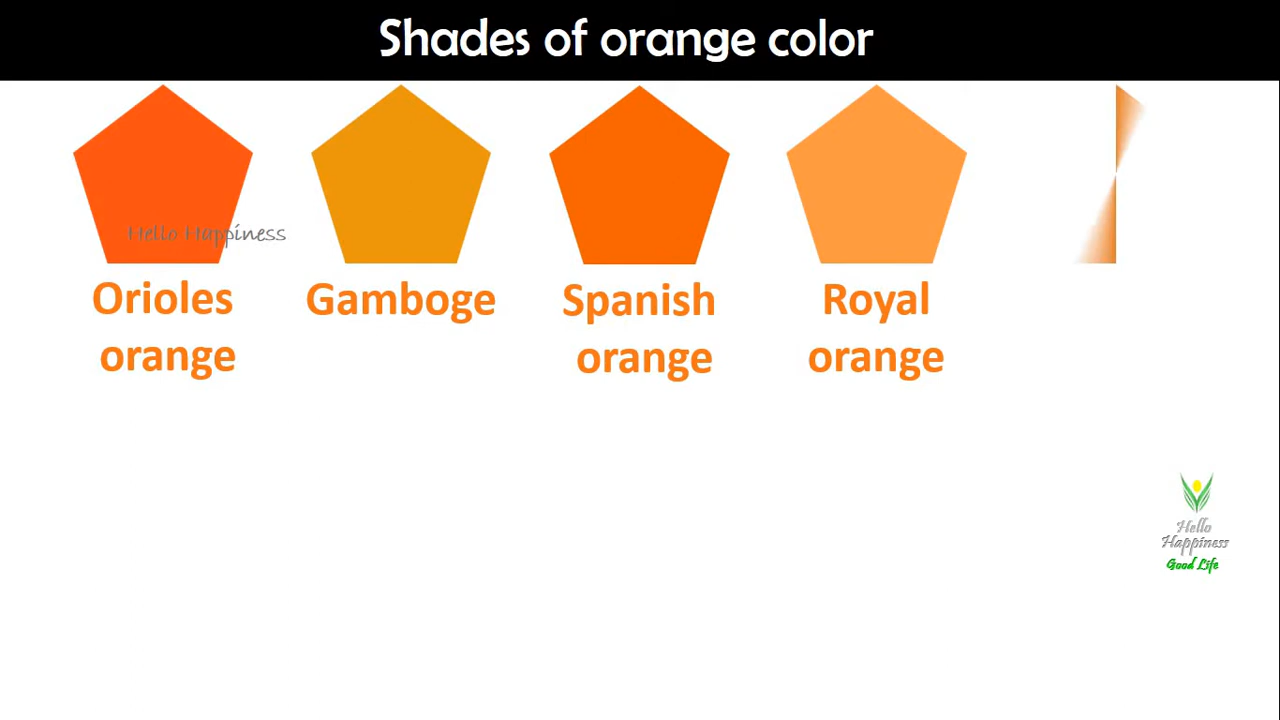 Shades of orange color
Hello Happiness
Orioles
orange
Gamboge
Spanish
orange
Royal
orange
Hello
Happiness
Good Life